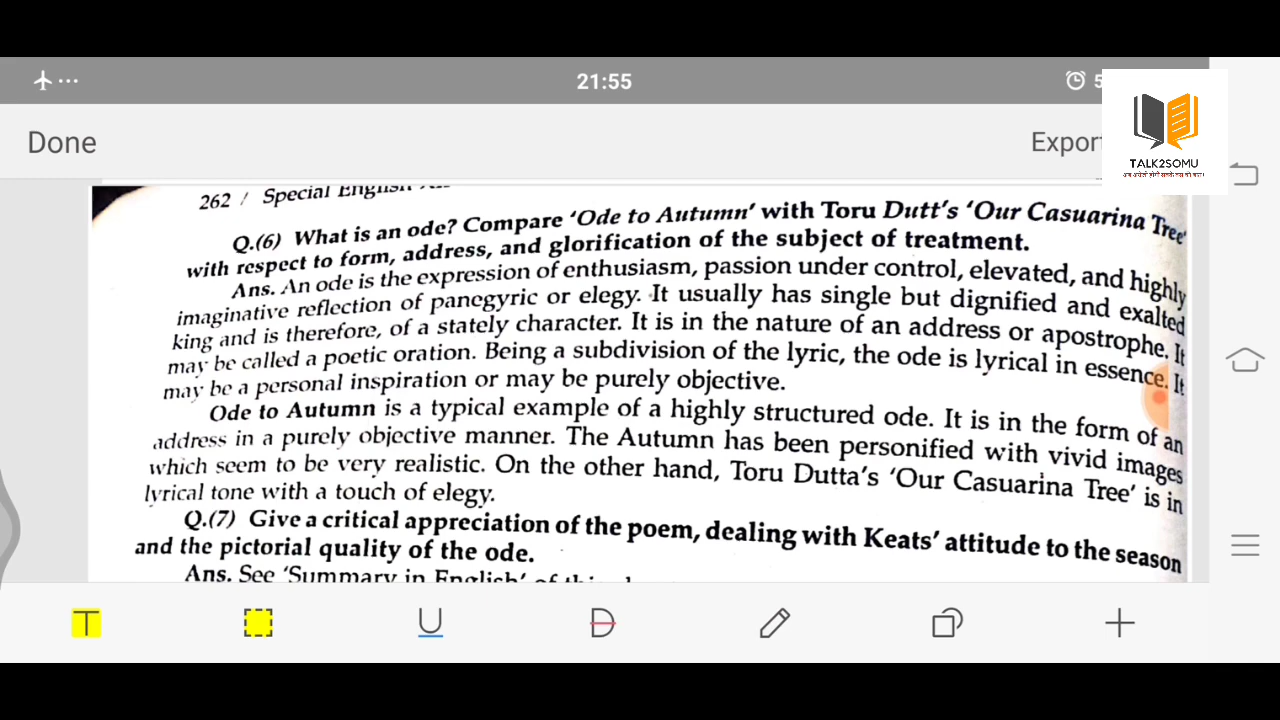 21:55
5
Done
Export
TALK2SOMU
262 / Special English
Q.(6) What is an ode? Compare 'Ode to Autumn' with Toru Dutt's 'Our Casuarina Tree'
with respect to form, address, and glorification of the subject of treatment.
Ans. An ode is the expression of enthusiasm, passion under control, elevated, and highly
imaginative reflection of panegyric or elegy. It usually has single but dignified and exalted
king and is therefore, of a stately character. It is in the nature of an address or apostrophe. It
may be called a poetic oration. Being a subdivision of the lyric, the ode is lyrical in essence. It
may be a personal inspiration or may be purely objective.
Ode to Autumn is a typical example of a highly structured ode. It is in the form of an
address in a purely objective manner. The Autumn has been personified with vivid images
which seem to be very realistic. On the other hand, Toru Dutta's 'Our Casuarina Tree' is in
lyrical tone with a touch of elegy.
Q.(7) Give a critical appreciation of the poem, dealing with Keats' attitude to the season
and the pictorial quality of the ode.
Ans. See 'Summary in English' of
T
U
D